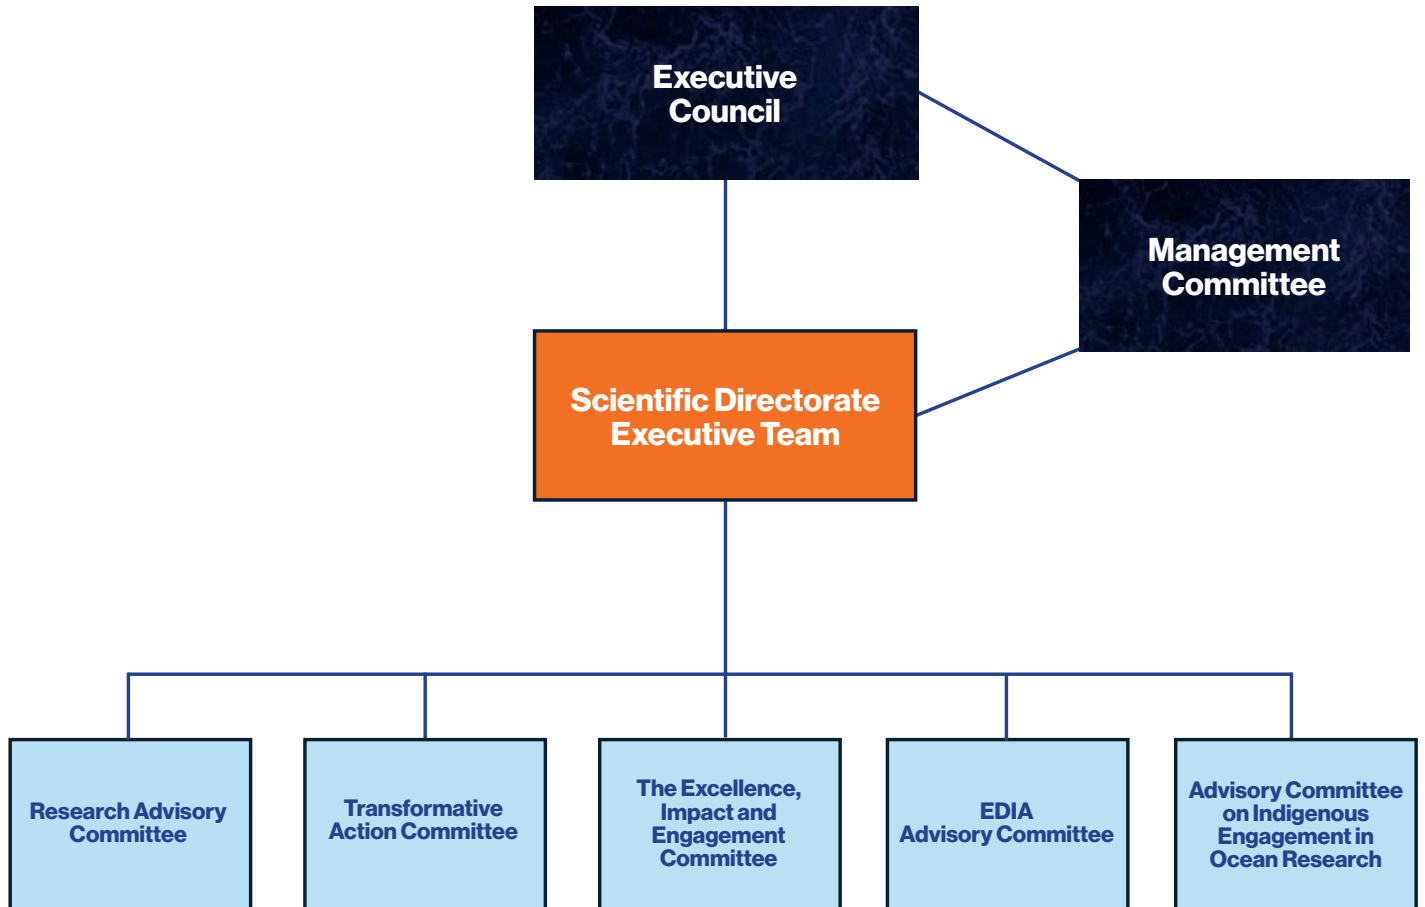 Executive
Council
Management
Committee
Scientific Directorate
Executive Team
Research Advisory
Committee
Transformative
Action Committee
The Excellence,
Impact and
Engagement
Committee
EDIA
Advisory Committee
Advisory Committee
on Indigenous
Engagement in
Ocean Research